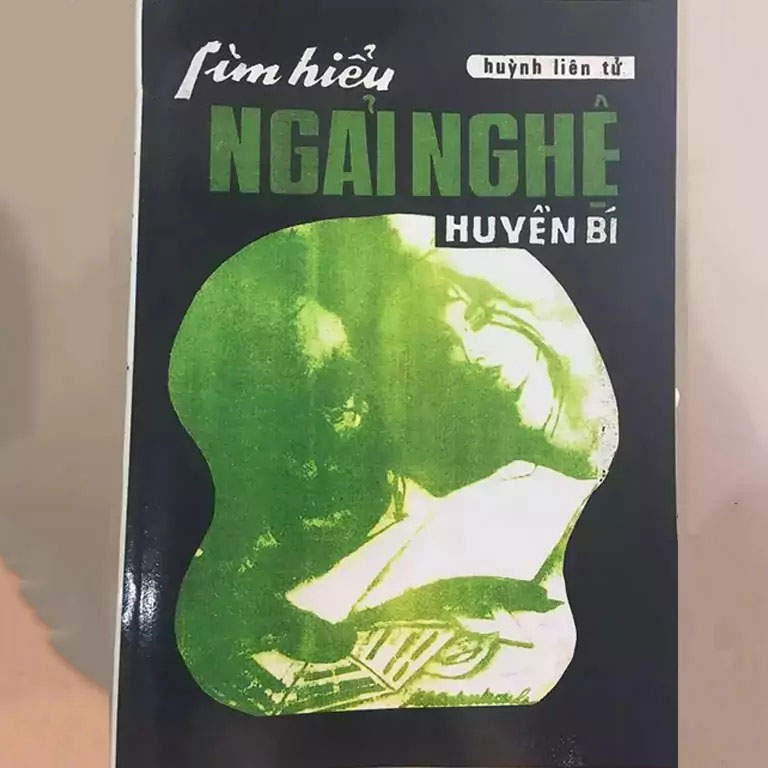 Tìm hiểu
huỳnh liên tử
NGẢI NGHỆ
HUYỀN BÍ